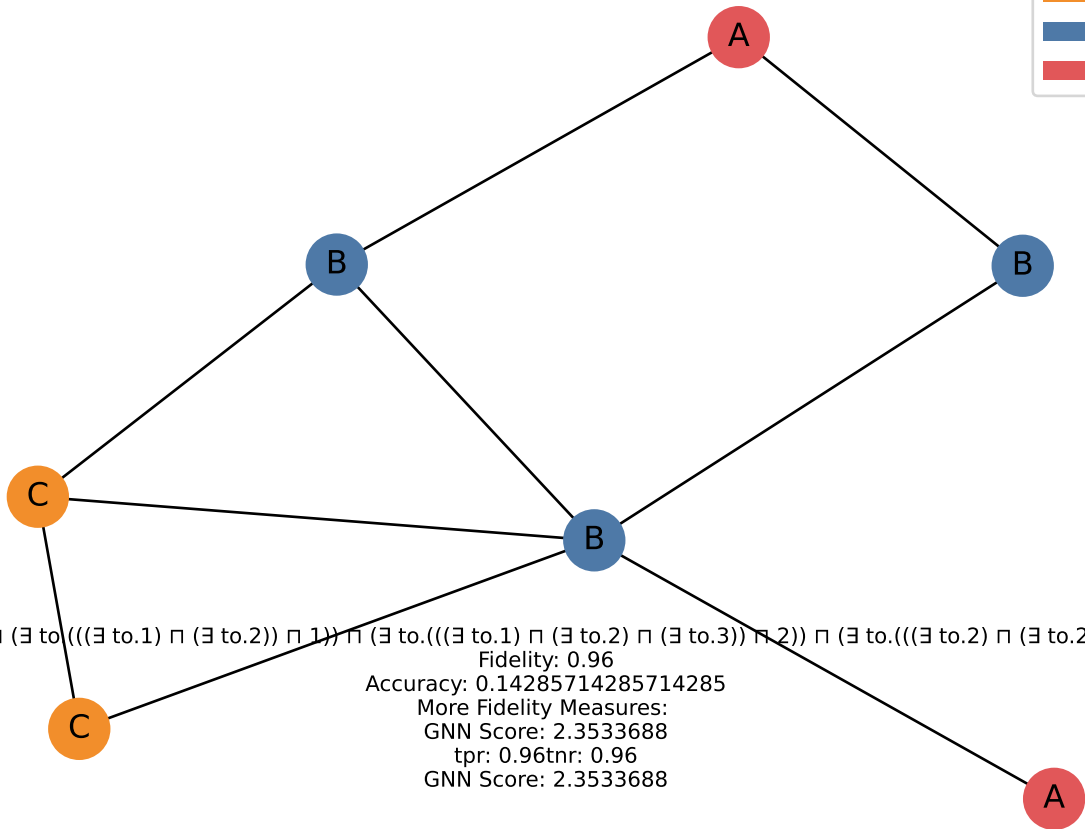 A
B
B
C
B
(∃ to.(((∃ to.1) ⊓ (∃ to.2)) ⊓ 1)) ⊓ (∃ to.(((∃ to.1) ⊓ (∃ to.2) ⊓ (∃ to.3)) ⊓ 2)) ⊓ (∃ to.(((∃ to.2) ⊓ (∃ to.2
Fidelity: 0.96
Accuracy: 0.14285714285714285
More Fidelity Measures:
GNN Score: 2.3533688
C
tpr: 0.96tnr: 0.96
GNN Score: 2.3533688
A